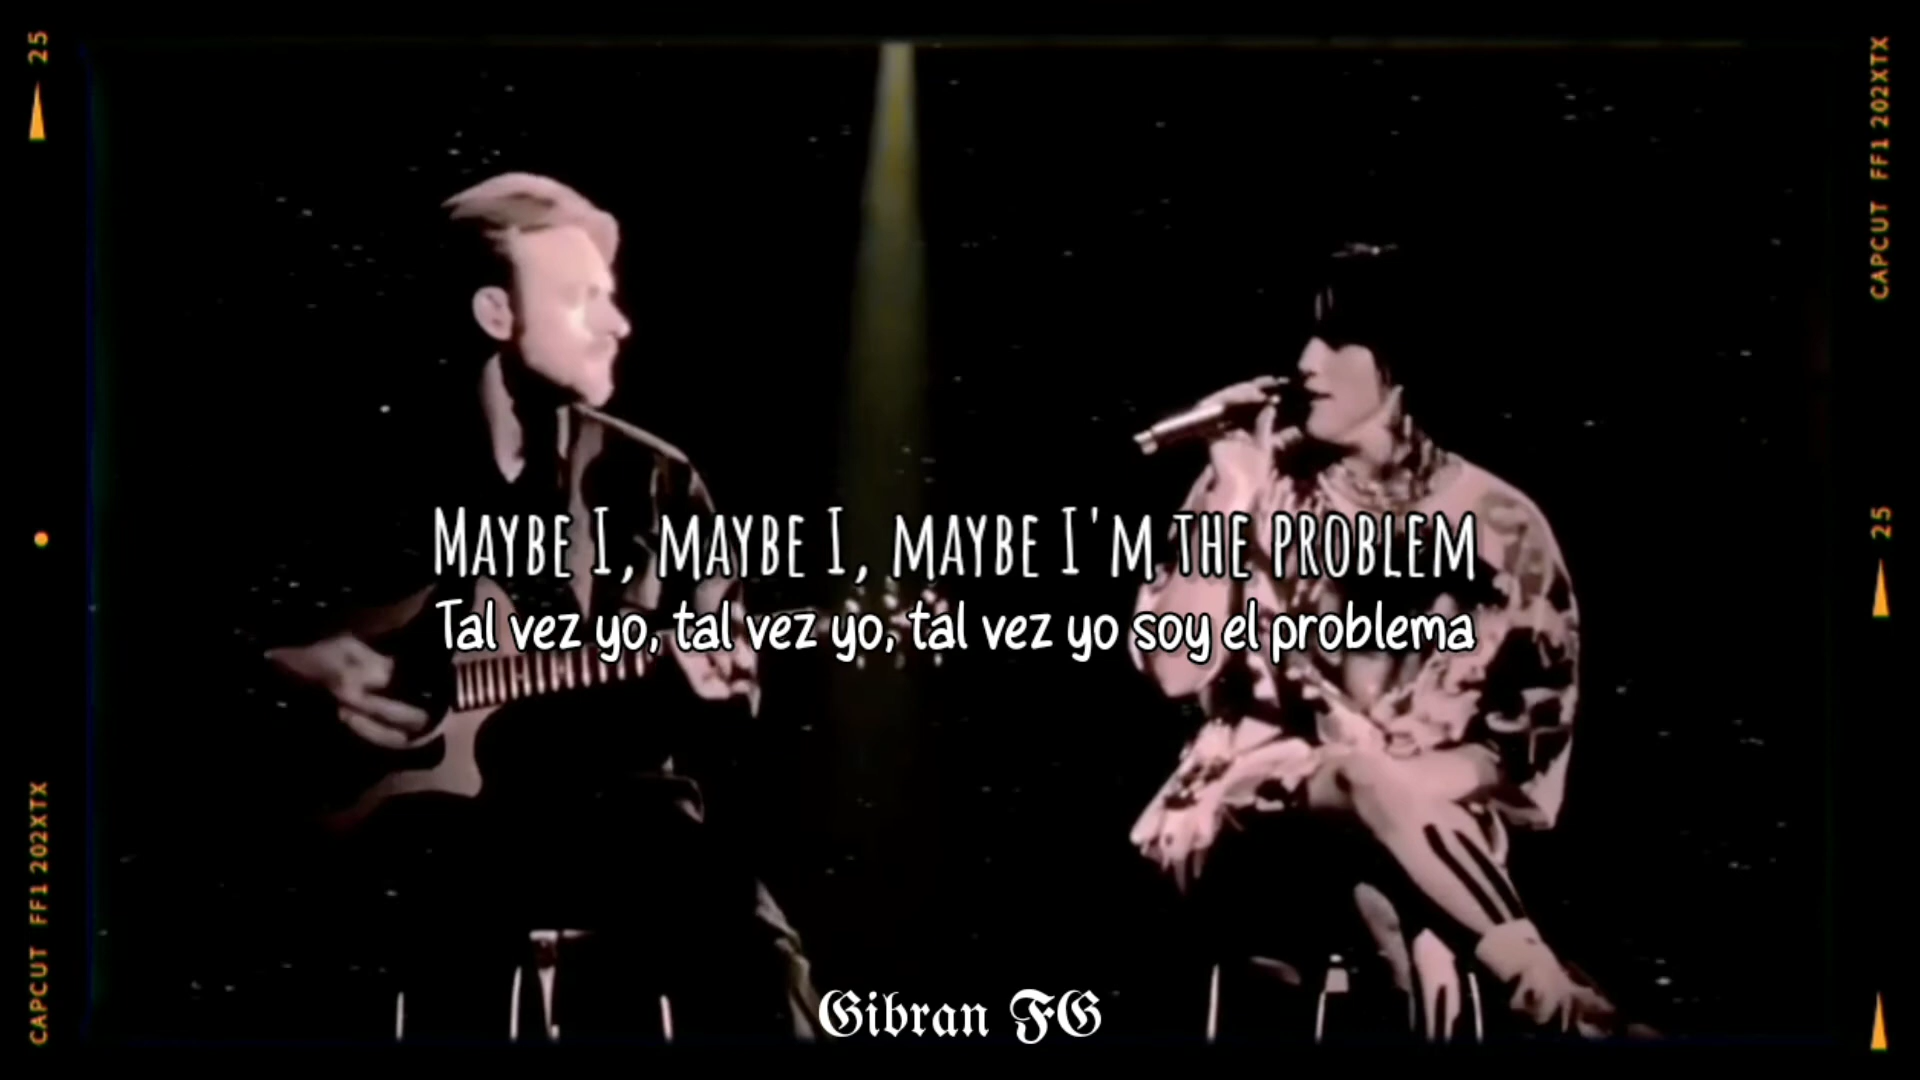 25
CAPCUT FF1 202XTX
Maybe I, maybe I, maybe I'm the problem
Tal vez yo, tal vez yo, tal vez yo soy el problema
25
CAPCUT FF1 202XTX
Gibran FG